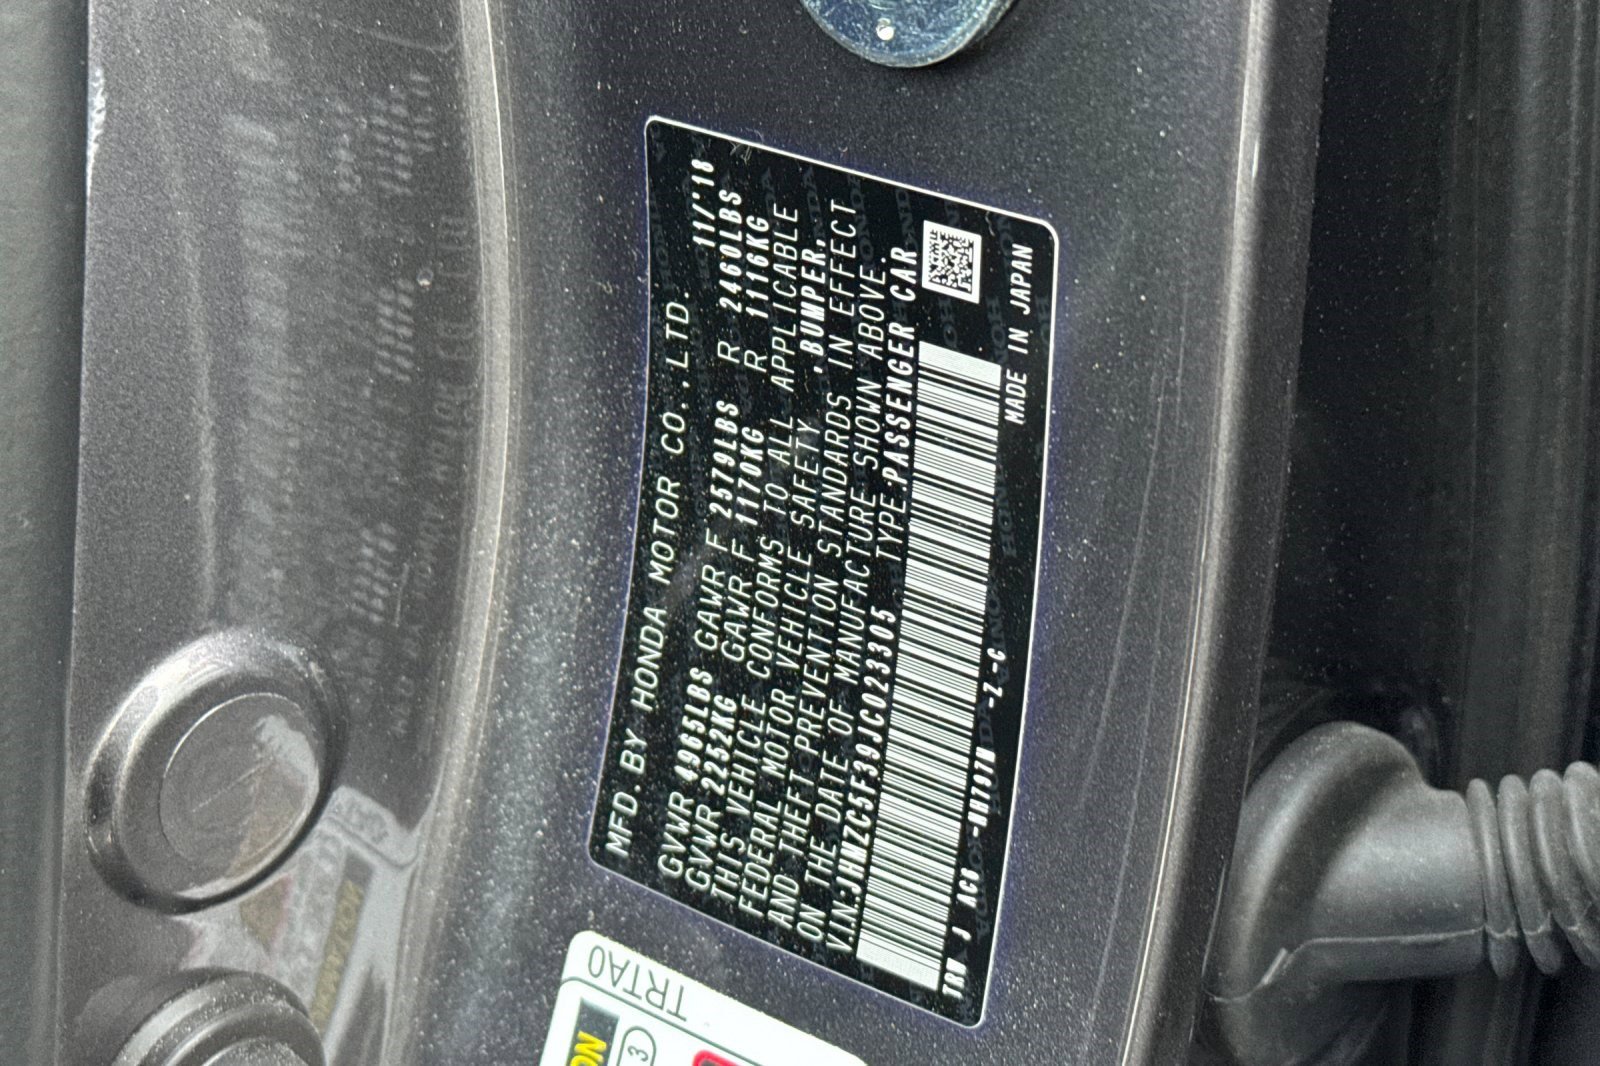 MFD. BY HONDA MOTOR CO., LTD. 11/'18
GVWR 4965LBS GAWR F 2579LBS R 2460LBS
GVWR 2252KG GAWR F 1170KG R 1116KG
THIS VEHICLE CONFORMS TO ALL APPLICABLE
FEDERAL MOTOR VEHICLE SAFETY ,BUMPER,
AND THEFT PREVENTION STANDARDS IN EFFECT
ON THE DATE OF MANUFACTURE SHOWN ABOVE.
V.I.N.:JHMZC5F39JC023305 TYPE:PASSENGER CAR
J -Z-C MADE IN JAPAN
TRTA0
3